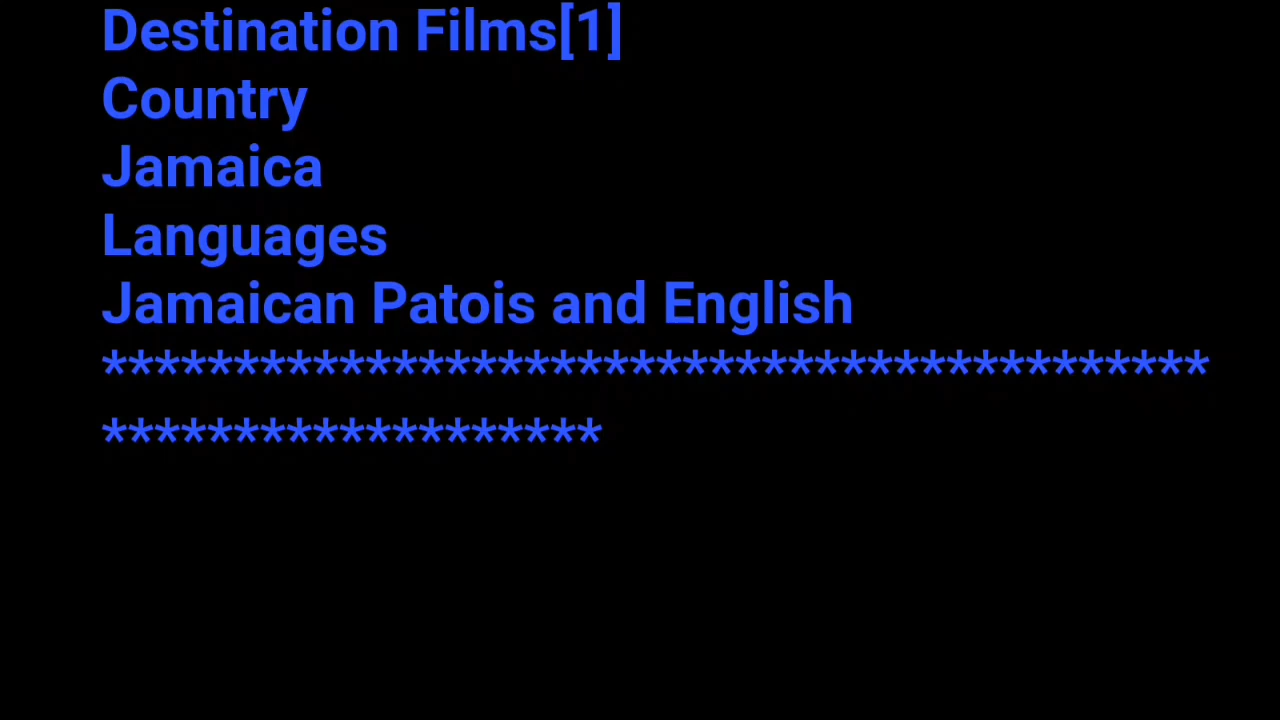 Destination Films[1]
Country
Jamaica
Languages
Jamaican Patois and English
******************************************
*******************